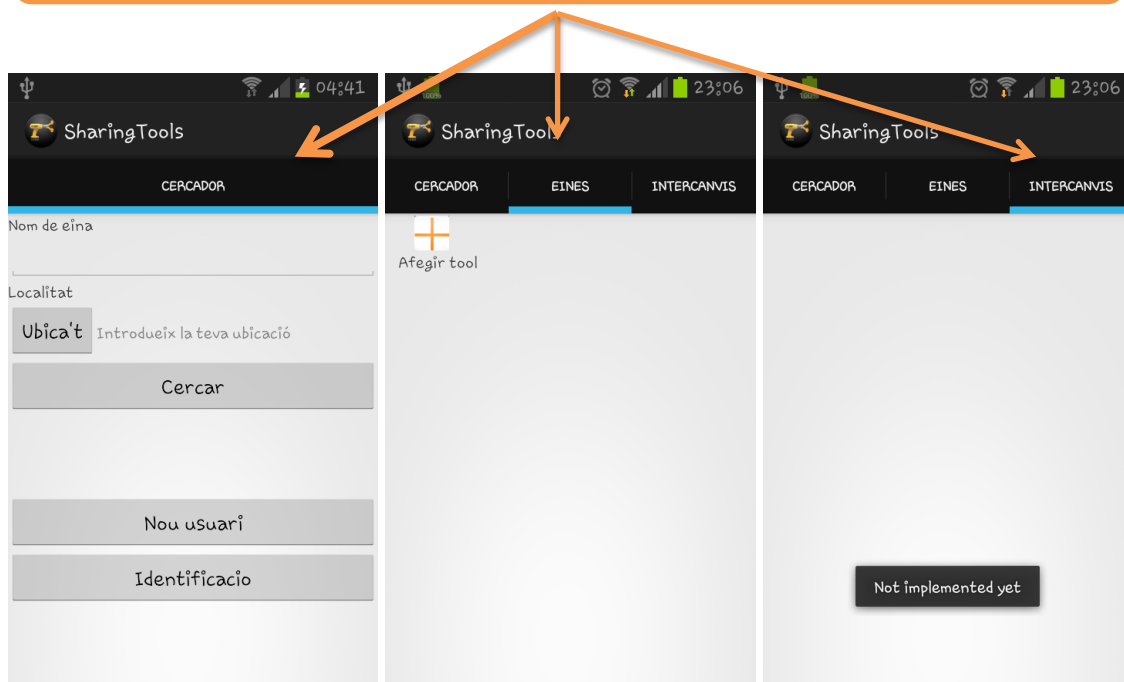 04:41
SharingTools
CERCADOR
Nom de eina
Localitat
Ubica't Introdueix la teva ubicació
Cercar
Nou usuari
Identificacio
23:06
SharingTools
CERCADOR EINES INTERCANVIS
Afegir tool
23:06
SharingTools
CERCADOR EINES INTERCANVIS
Not implemented yet